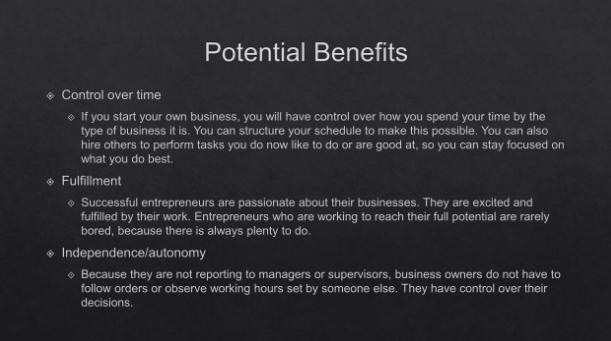 Potential Benefits
Control over time
If you start your own business, you will have control over how you spend your time by the
type of business it is. You can structure your schedule to make this possible. You can also
hire others to perform tasks you do now like to do or are good at, so you can stay focused on
what you do best.
Fulfillment
Successful entrepreneurs are passionate about their businesses. They are excited and
fulfilled by their work. Entrepreneurs who are working to reach their full potential are rarely
bored, because there is always plenty to do.
Independence/autonomy
Because they are not reporting to managers or supervisors, business owners do not have to
follow orders or observe working hours set by someone else. They have control over their
decisions.